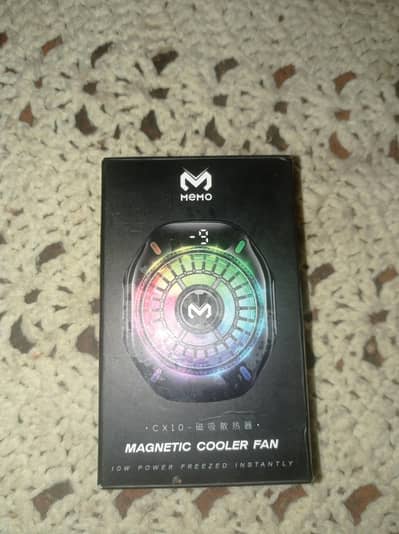 MEMO
-9
M
·CX10-磁吸散热器·
MAGNETIC COOLER FAN
10W POWER FREEZED INSTANTLY